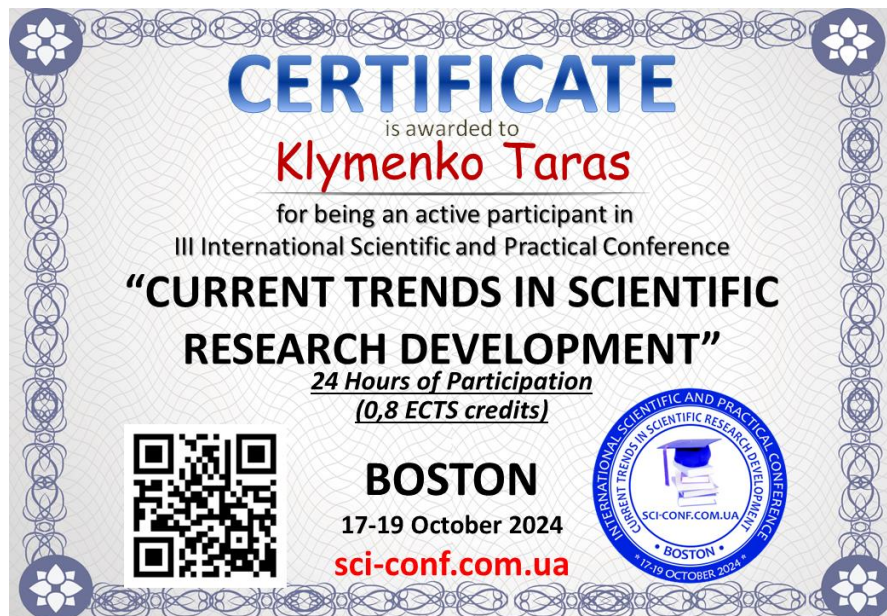 CERTIFICATE
is awarded to
Klymenko Taras
for being an active participant in
III International Scientific and Practical Conference
“CURRENT TRENDS IN SCIENTIFIC
RESEARCH DEVELOPMENT”
24 Hours of Participation
(0,8 ECTS credits)
BOSTON
17-19 October 2024
sci-conf.com.ua
INTERNATIONAL SCIENTIFIC AND PRACTICAL CONFERENCE
CURRENT TRENDS IN SCIENTIFIC RESEARCH DEVELOPMENT
SCI-CONF.COM.UA
• BOSTON •
* 17-19 OCTOBER 2024 *